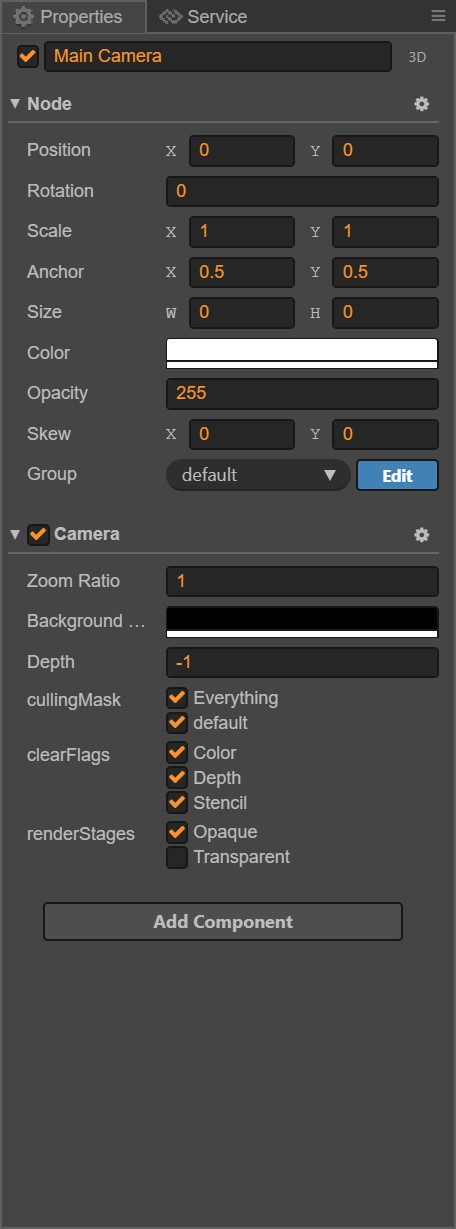 Properties Service
Main Camera 3D
Node
Position X 0 Y 0
Rotation 0
Scale X 1 Y 1
Anchor X 0.5 Y 0.5
Size W 0 H 0
Color
Opacity 255
Skew X 0 Y 0
Group default Edit
Camera
Zoom Ratio 1
Background ...
Depth -1
cullingMask Everything
default
clearFlags Color
Depth
Stencil
renderStages Opaque
Transparent
Add Component